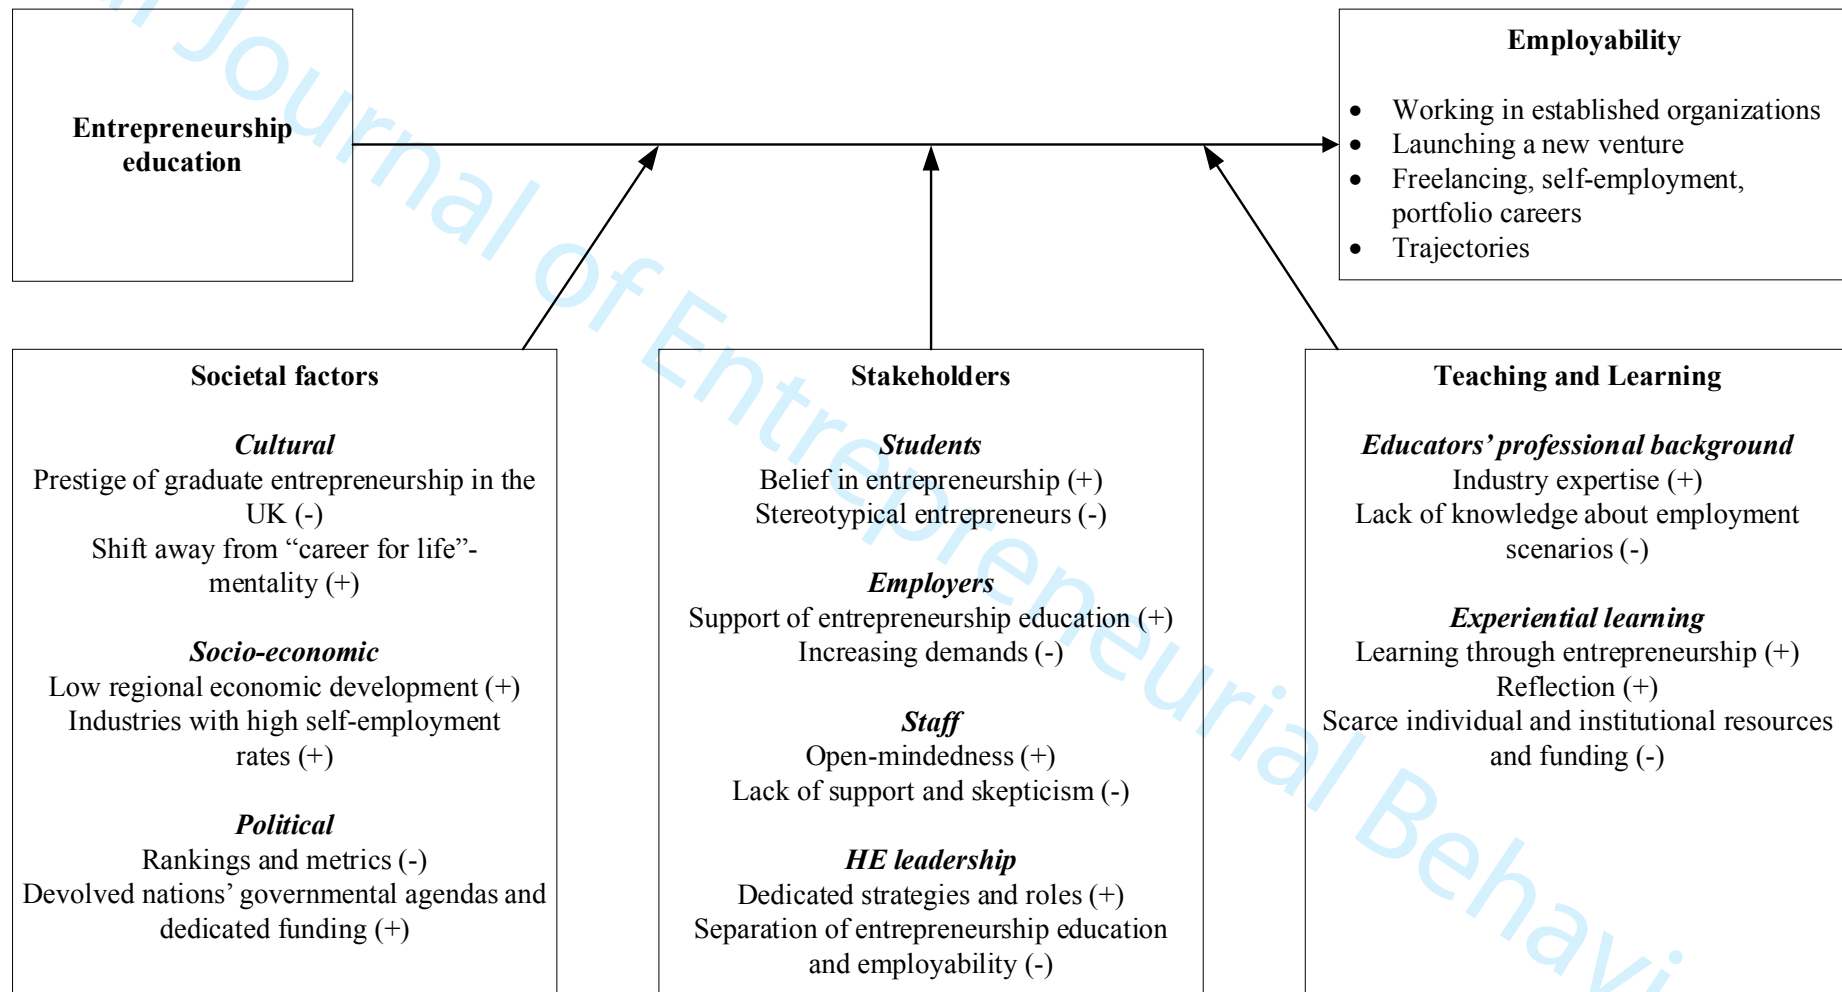 Entrepreneurship
education
Employability
• Working in established organizations
• Launching a new venture
• Freelancing, self-employment,
portfolio careers
• Trajectories
Societal factors
Cultural
Prestige of graduate entrepreneurship in the
UK (-)
Shift away from “career for life”-
mentality (+)
Socio-economic
Low regional economic development (+)
Industries with high self-employment
rates (+)
Political
Rankings and metrics (-)
Devolved nations’ governmental agendas and
dedicated funding (+)
Stakeholders
Students
Belief in entrepreneurship (+)
Stereotypical entrepreneurs (-)
Employers
Support of entrepreneurship education (+)
Increasing demands (-)
Staff
Open-mindedness (+)
Lack of support and skepticism (-)
HE leadership
Dedicated strategies and roles (+)
Separation of entrepreneurship education
and employability (-)
Teaching and Learning
Educators’ professional background
Industry expertise (+)
Lack of knowledge about employment
scenarios (-)
Experiential learning
Learning through entrepreneurship (+)
Reflection (+)
Scarce individual and institutional resources
and funding (-)
Journal of Entrepreneurial